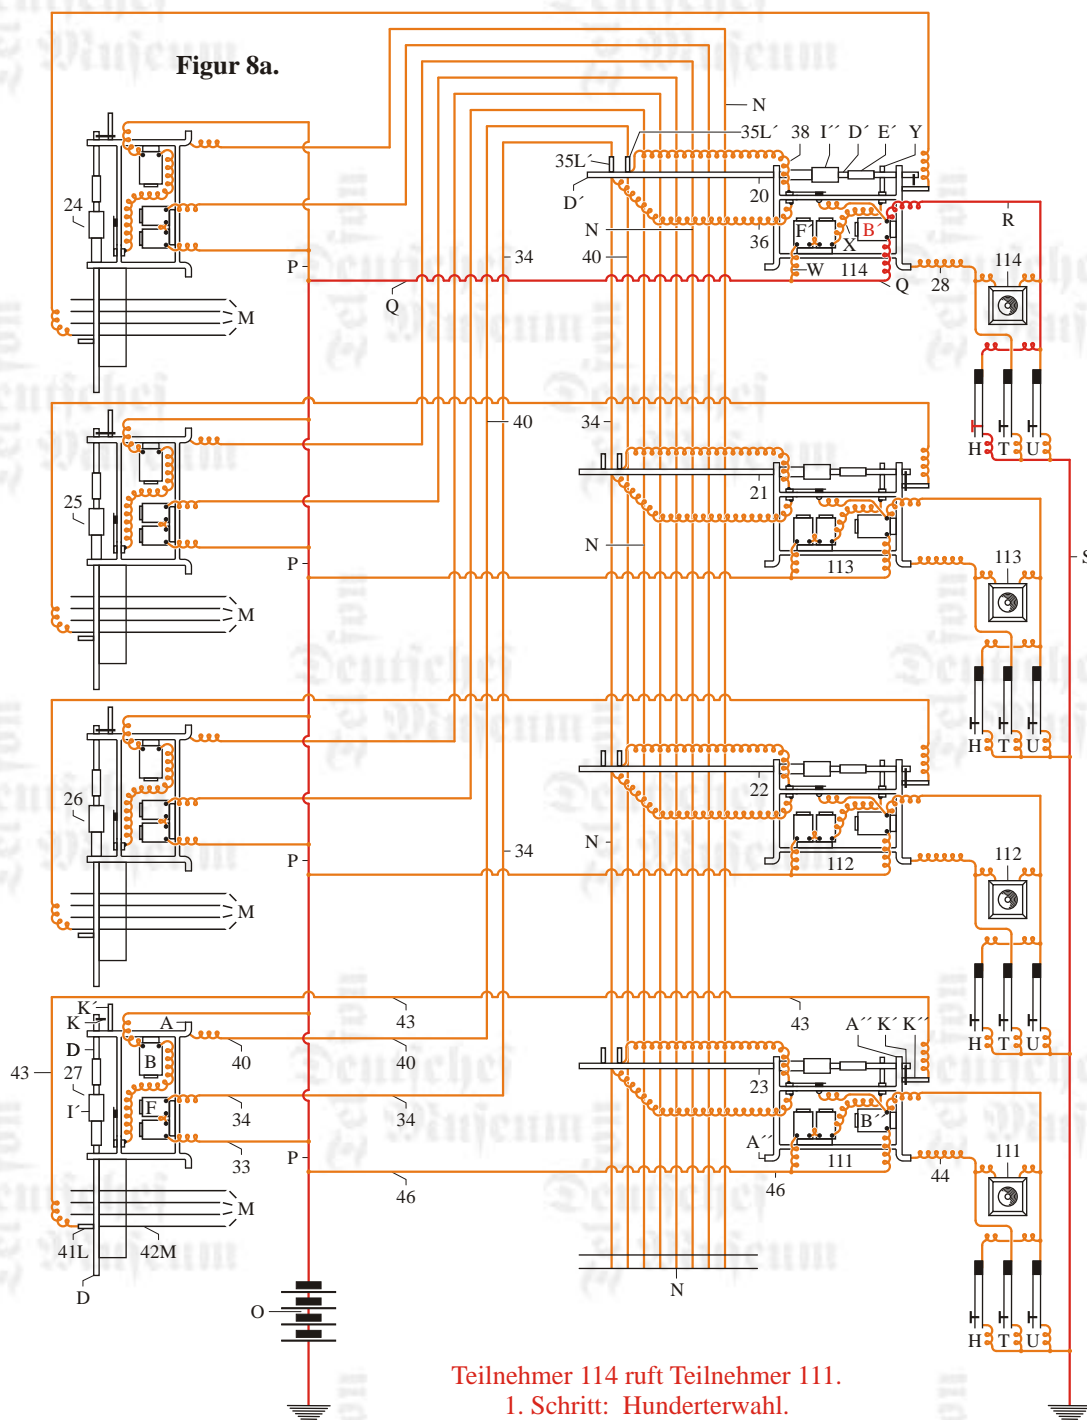 Figur 8a.
N
35L´ 38 I´´ D´ E´ Y
35L´
D´
20
24
N
36
F´ B´
X
R
P
34
40
W
114
Q
Q
28
114
M
H T U
40
34
21
25
N
S
P
113
113
M
H T U
22
26
N
34
P
112
112
M
H T U
K´
K
A
43
43
A´´ K´ K´´
D
B
40
40
43
27
23
I´
F
34
34
B´´
33
A´´
P
111
46
46
44
111
M
41L
42M
D
N
O
H T U
Teilnehmer 114 ruft Teilnehmer 111.
1. Schritt: Hunderterwahl.
Deutsches
Museum